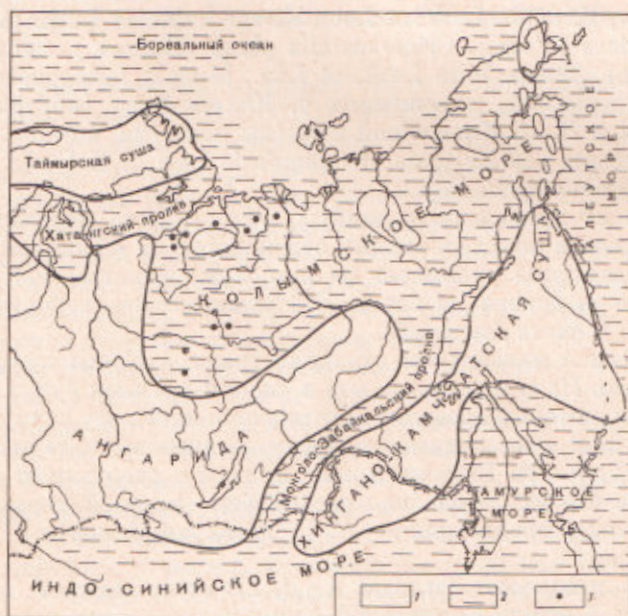 Бореальный океан
Таймырская суша
Хатангский пролив
КОЛЫМСКОЕ МОРЕ
АЛЕУТСКОЕ МОРЕ
АНГАРИДА
Монголо-Забайкальский пролив
ХИНГАНО-КАМЧАТСКАЯ СУША
АМУРСКОЕ
МОРЕ
ИНДО-СИНИЙСКОЕ МОРЕ
1 2 3